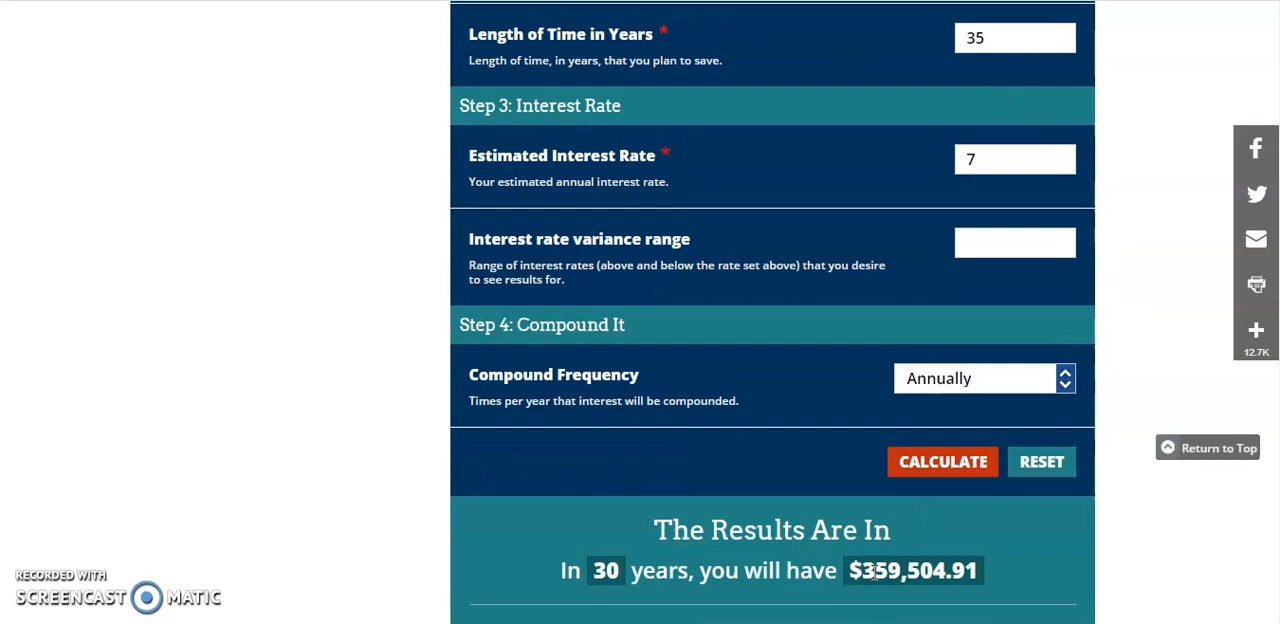 Length of Time in Years *
35
Length of time, in years, that you plan to save.
Step 3: Interest Rate
Estimated Interest Rate *
7
Your estimated annual interest rate.
Interest rate variance range
Range of interest rates (above and below the rate set above) that you desire
to see results for.
Step 4: Compound It
Compound Frequency
Annually
Times per year that interest will be compounded.
CALCULATE
RESET
The Results Are In
In 30 years, you will have $359,504.91
12.7K
Return to Top
RECORDED WITH
SCREENCAST MATIC